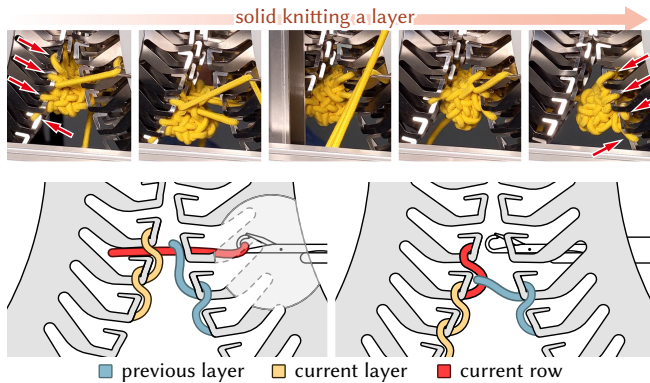 solid knitting a layer
previous layer
current layer
current row